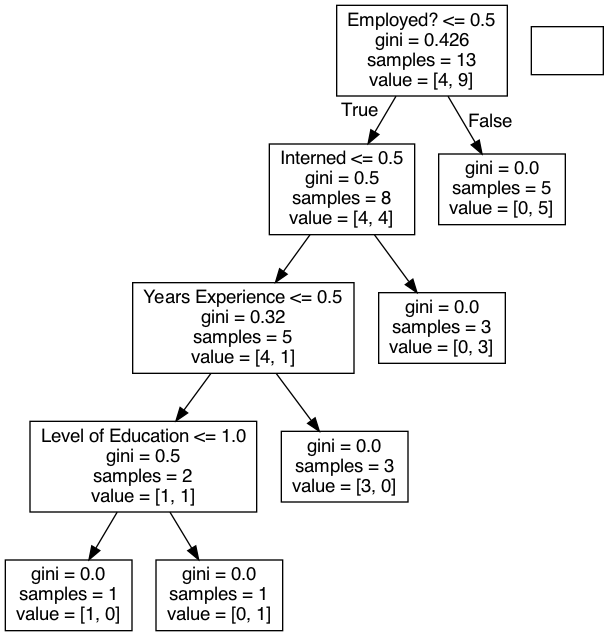 Employed? <= 0.5
gini = 0.426
samples = 13
value = [4, 9]
True
False
Interned <= 0.5
gini = 0.5
samples = 8
value = [4, 4]
gini = 0.0
samples = 5
value = [0, 5]
Years Experience <= 0.5
gini = 0.32
samples = 5
value = [4, 1]
gini = 0.0
samples = 3
value = [0, 3]
Level of Education <= 1.0
gini = 0.5
samples = 2
value = [1, 1]
gini = 0.0
samples = 3
value = [3, 0]
gini = 0.0
samples = 1
value = [1, 0]
gini = 0.0
samples = 1
value = [0, 1]